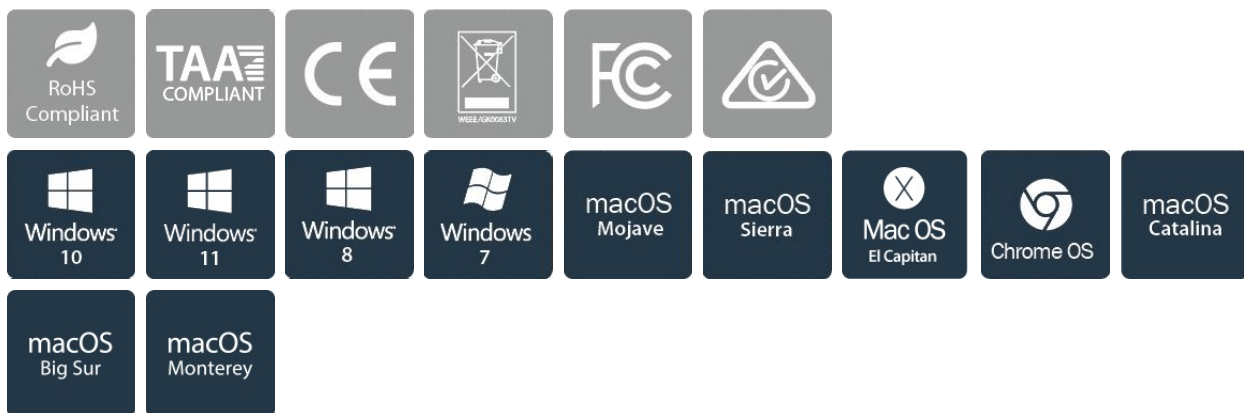 RoHS
Compliant
TAA
COMPLIANT
CE
WEEE/GK0063TV
FC
Windows
10
Windows
11
Windows
8
Windows
7
macOS
Mojave
macOS
Sierra
X
Mac OS
El Capitan
Chrome OS
macOS
Catalina
macOS
Big Sur
macOS
Monterey